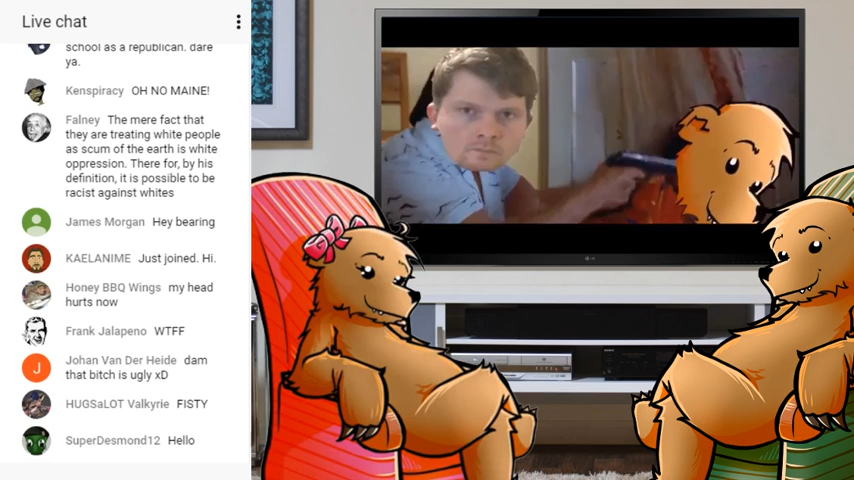 Live chat
school as a republican. dare
ya.
Kenspiracy OH NO MAINE!
Falney The mere fact that
they are treating white people
as scum of the earth is white
oppression. There for, by his
definition, it is possible to be
racist against whites
James Morgan Hey bearing
KAELANIME Just joined. Hi.
Honey BBQ Wings my head
hurts now
Frank Jalapeno WTFF
Johan Van Der Heide dam
J
that bitch is ugly xD
HUGSaLOT Valkyrie FISTY
SuperDesmond12 Hello
LG